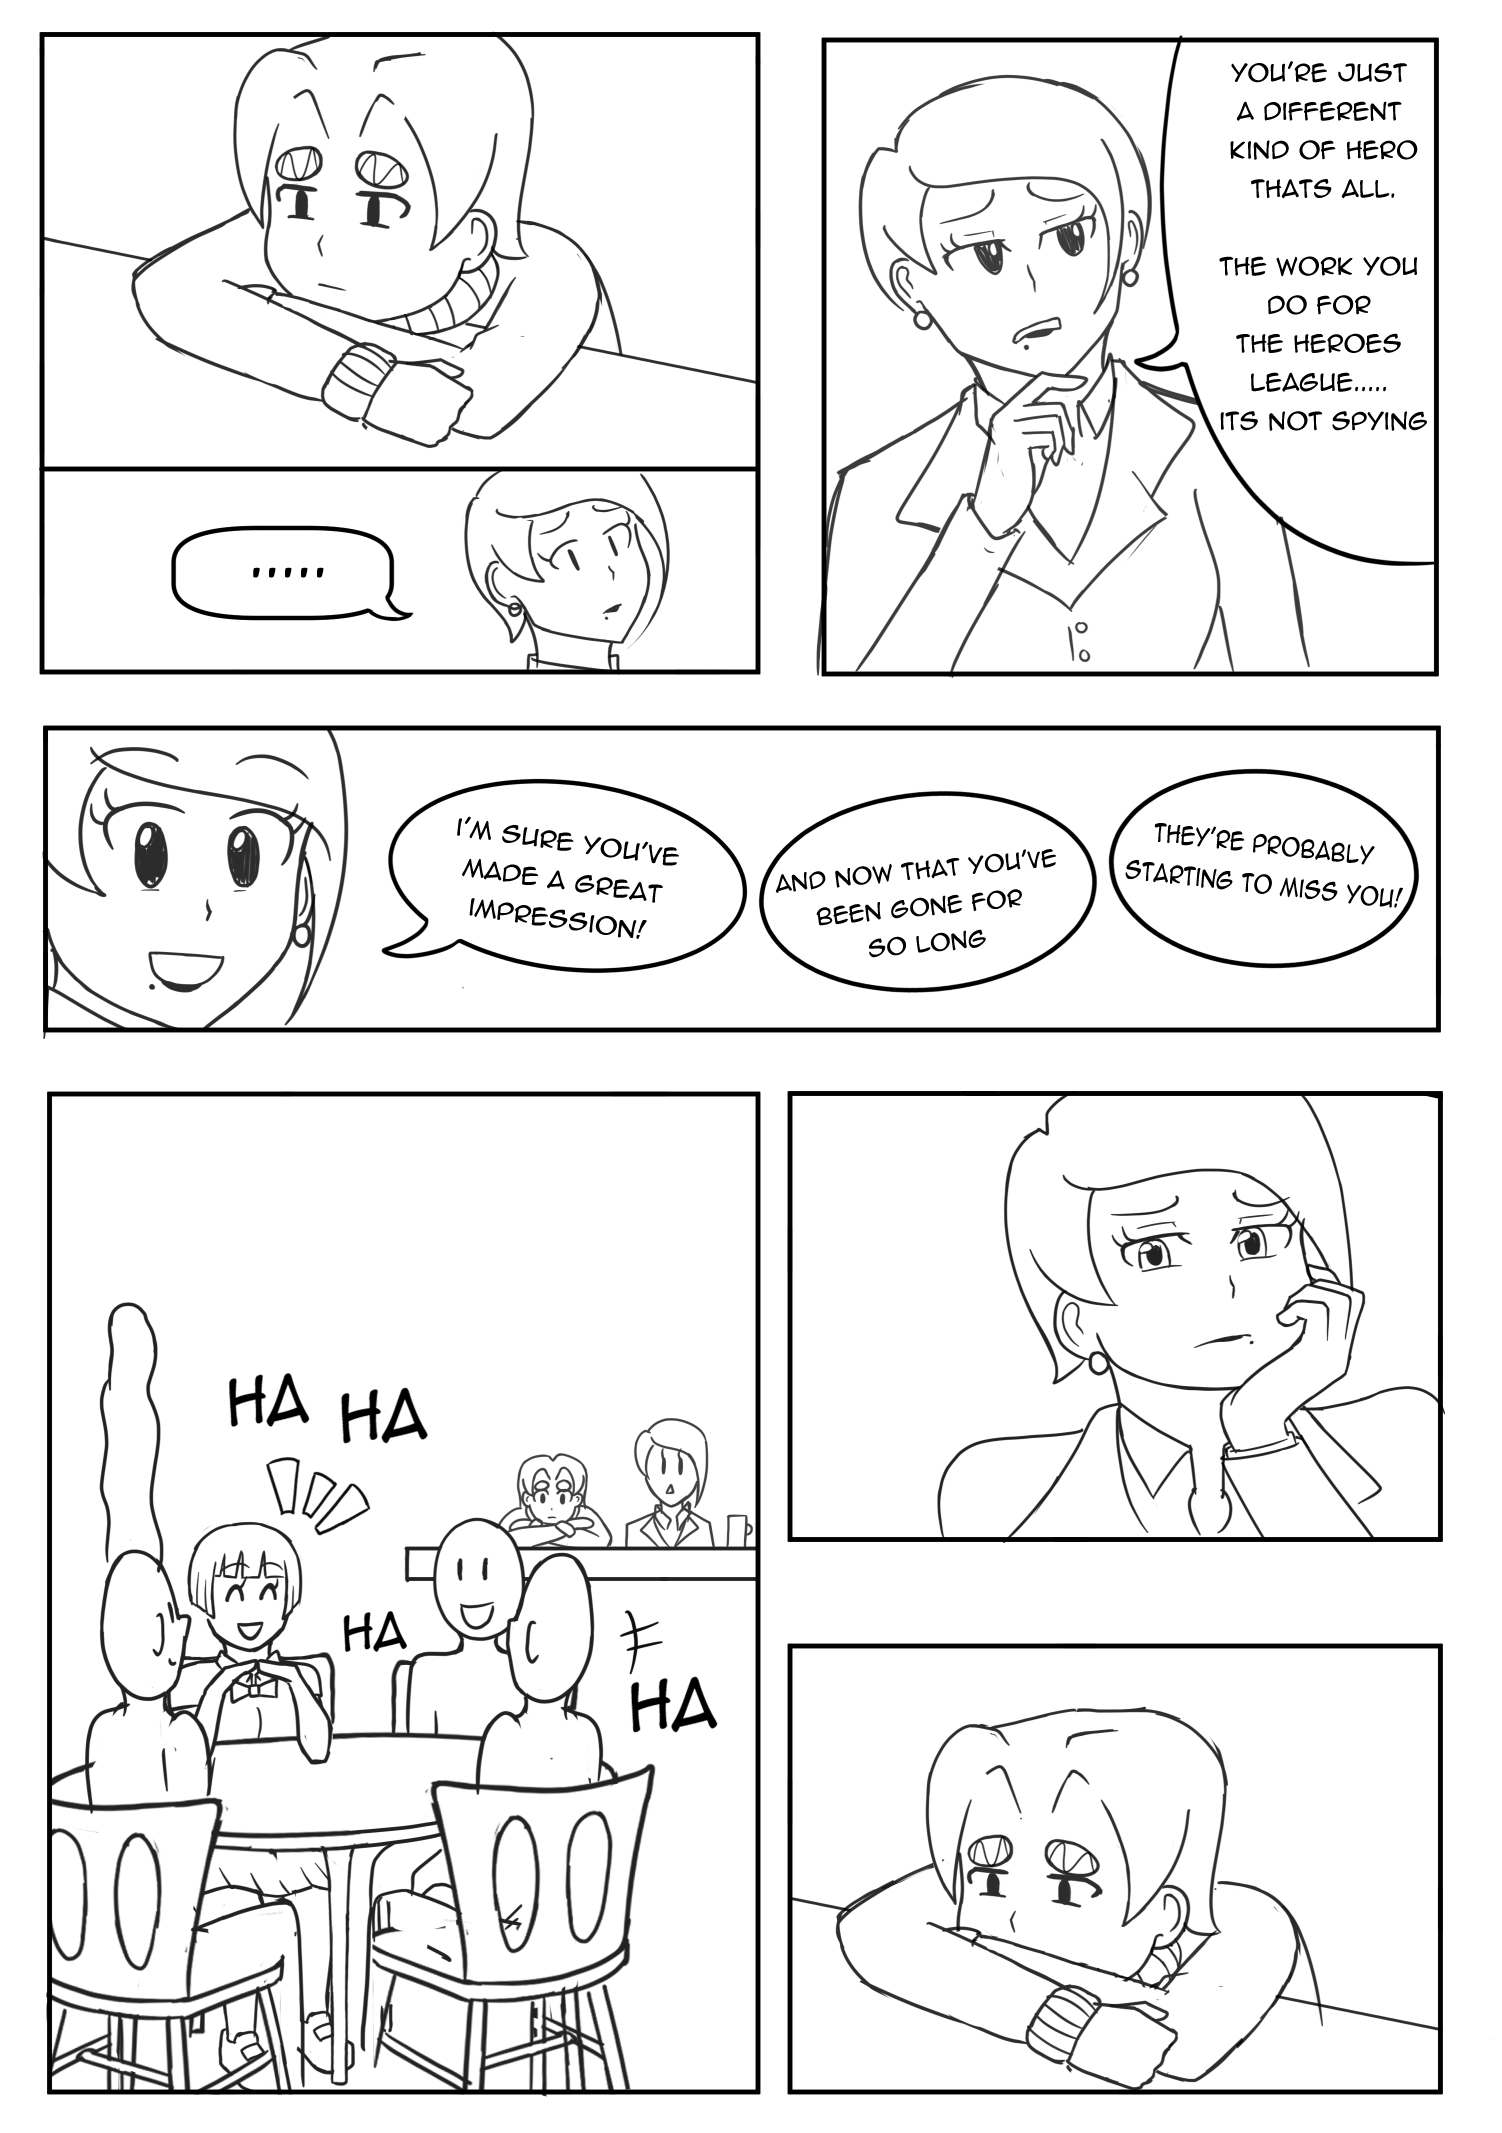 .....
YOU'RE JUST
A DIFFERENT
KIND OF HERO
THATS ALL.
THE WORK YOU
DO FOR
THE HEROES
LEAGUE.....
ITS NOT SPYING
I'M SURE YOU'VE
MADE A GREAT
IMPRESSION!
AND NOW THAT YOU'VE
BEEN GONE FOR
SO LONG
THEY'RE PROBABLY
STARTING TO MISS YOU!
HA HA
HA
HA